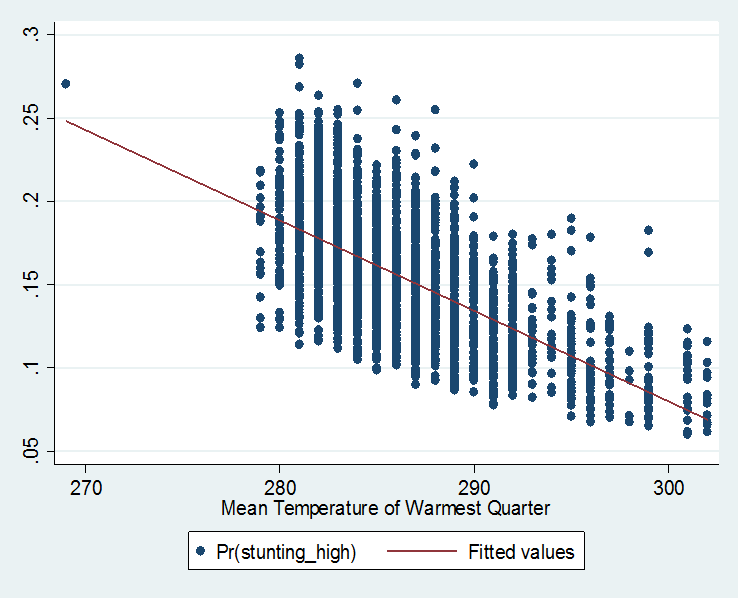 .3
.25
.2
.15
.1
.05
270 280 290 300
Mean Temperature of Warmest Quarter
Pr(stunting_high) Fitted values